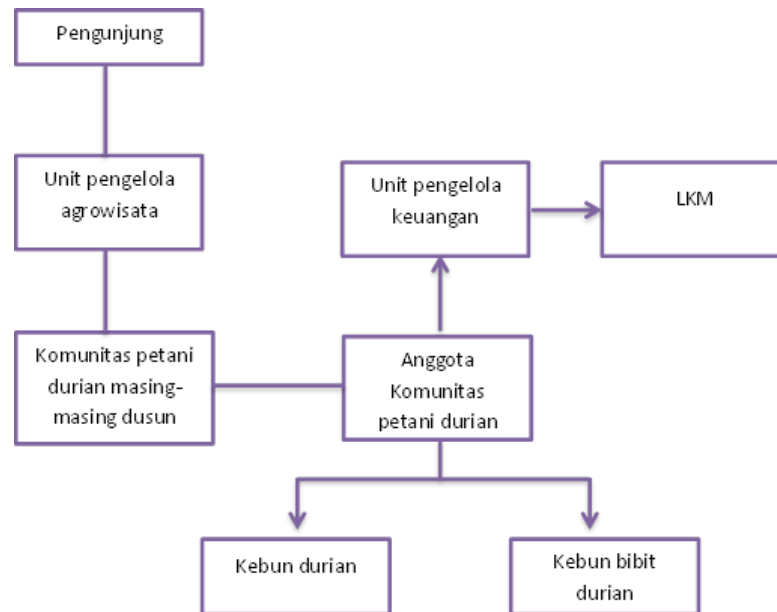 Pengunjung
Unit pengelola
agrowisata
Unit pengelola
keuangan
LKM
Komunitas petani
durian masing-
masing dusun
Anggota
Komunitas
petani durian
Kebun durian
Kebun bibit
durian